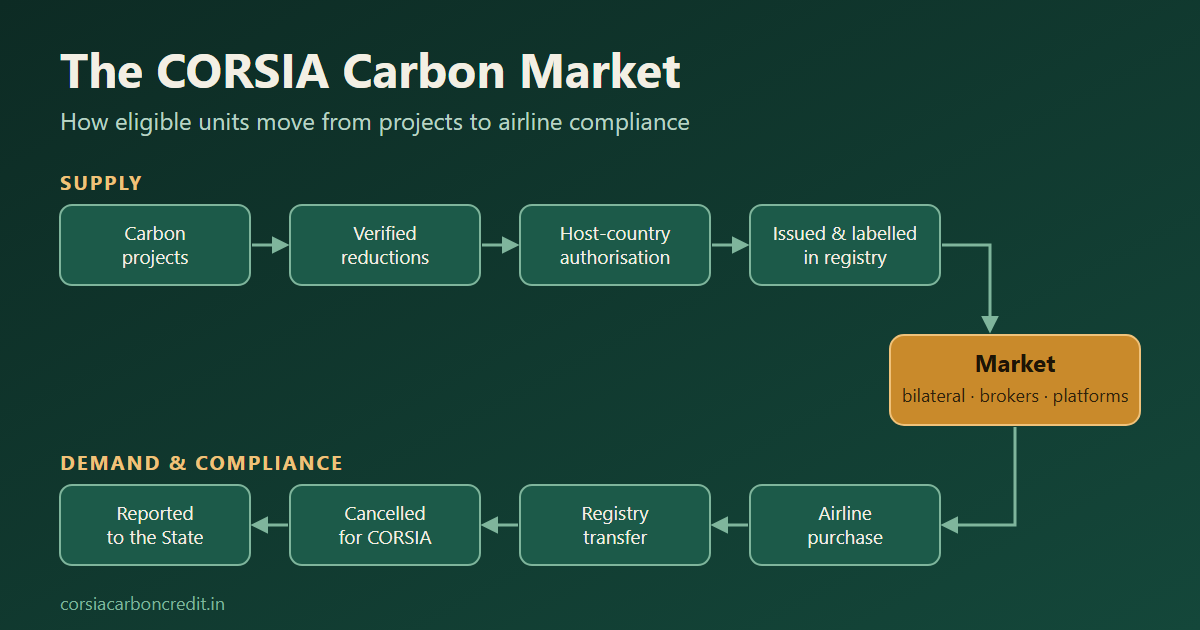 The CORSIA Carbon Market
How eligible units move from projects to airline compliance
SUPPLY
Carbon
projects
Verified
reductions
Host-country
authorisation
Issued & labelled
in registry
Market
bilateral · brokers · platforms
DEMAND & COMPLIANCE
Reported
to the State
Cancelled
for CORSIA
Registry
transfer
Airline
purchase
corsiacarboncredit.in